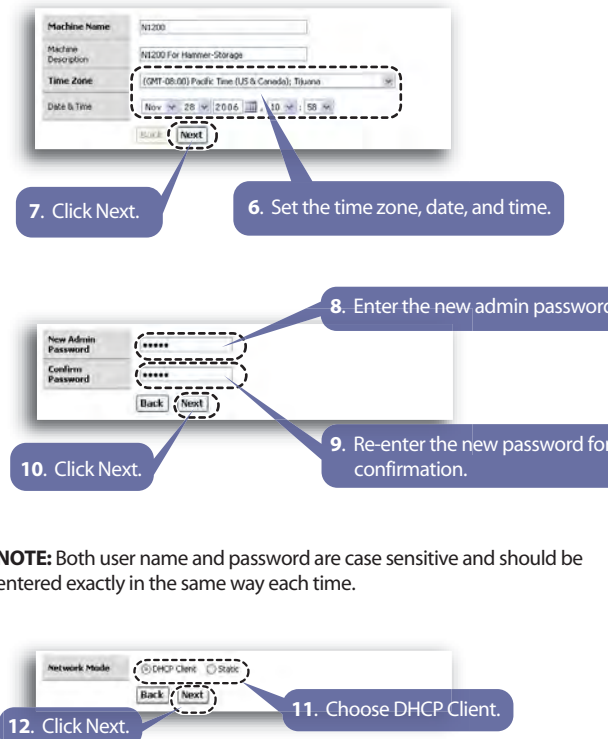 Machine Name
N1200
Machine
Description
N1200 For Hammer-Storage
Time Zone
(GMT-08:00) Pacific Time (US & Canada); Tijuana
Date & Time
Nov 28 2006 , 10 : 58
Back Next
7. Click Next.
6. Set the time zone, date, and time.
8. Enter the new admin password
New Admin
Password
•••••
Confirm
Password
•••••
Back Next
9. Re-enter the new password for
confirmation.
10. Click Next.
NOTE: Both user name and password are case sensitive and should be
entered exactly in the same way each time.
Network Mode
DHCP Client Static
Back Next
11. Choose DHCP Client.
12. Click Next.